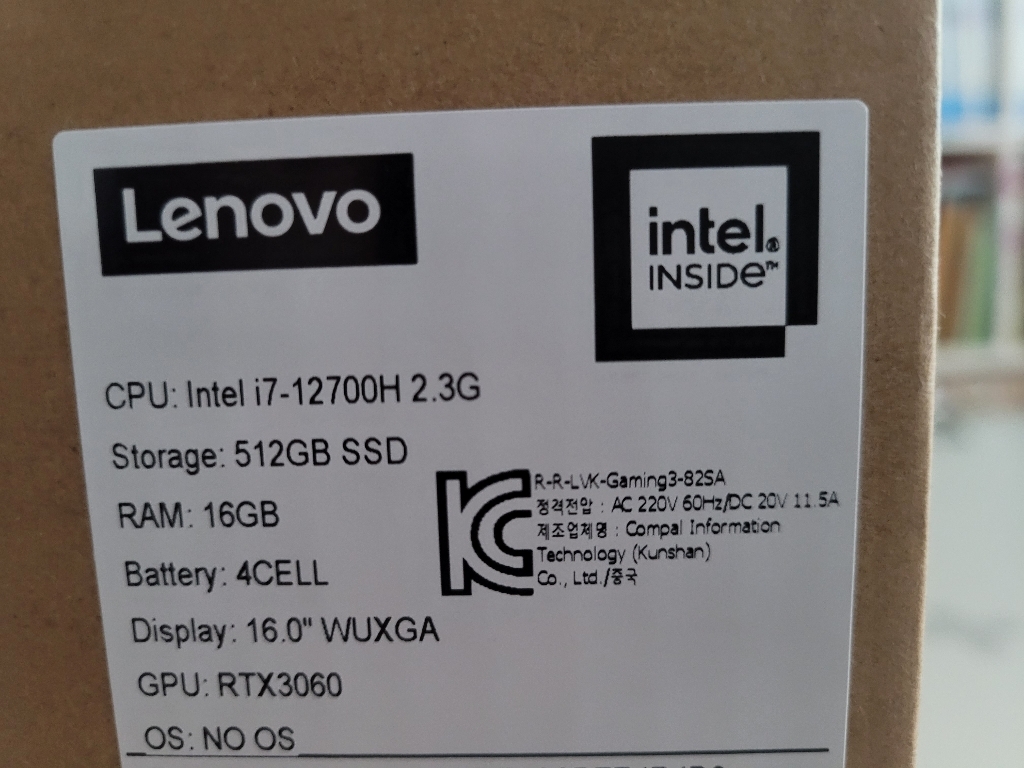 Lenovo
intel®
INSIDE™
CPU: Intel i7-12700H 2.3G
Storage: 512GB SSD
RAM: 16GB
Battery: 4CELL
Display: 16.0" WUXGA
GPU: RTX3060
OS: NO OS
R-R-LVK-Gaming3-82SA
정격전압 : AC 220V 60Hz/DC 20V 11.5A
제조업체명 : Compal Information
Technology (Kunshan)
Co., Ltd./중국